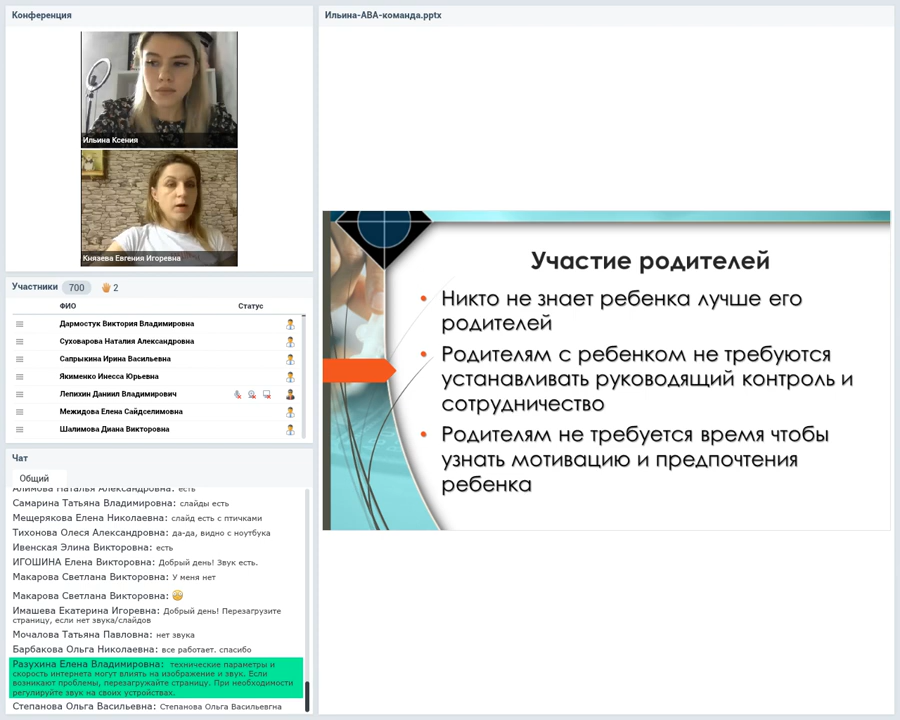 Конференция
Ильина Ксения
Князева Евгения Игоревна
Участники 700 2
ФИО Статус
Дармостук Виктория Владимировна
Суховарова Наталия Александровна
Сапрыкина Ирина Васильевна
Якименко Инесса Юрьевна
Лепихин Даниил Владимирович
Межидова Елена Сайдселимовна
Шалимова Диана Викторовна
Чат
Общий
Алимова Наталья Александровна: есть
Самарина Татьяна Владимировна: слайды есть
Мещерякова Елена Николаевна: слайд есть с птичками
Тихонова Олеся Александровна: да-да, видно с ноутбука
Ивенская Элина Викторовна: есть
ИГОШИНА Елена Викторовна: Добрый день! Звук есть.
Макарова Светлана Викторовна: У меня нет
Макарова Светлана Викторовна:
Имашева Екатерина Игоревна: Добрый день! Перезагрузите
страницу, если нет звука/слайдов
Мочалова Татьяна Павловна: нет звука
Барбакова Ольга Николаевна: все работает. спасибо
Разухина Елена Владимировна: технические параметры и
скорость интернета могут влиять на изображение и звук. Если
возникают проблемы, перезагружайте страницу. При необходимости
регулируйте звук на своих устройствах.
Степанова Ольга Васильевна: Степанова Ольга Васильевгна
Ильина-АВА-команда.pptx
Участие родителей
• Никто не знает ребенка лучше его
родителей
• Родителям с ребенком не требуются
устанавливать руководящий контроль и
сотрудничество
• Родителям не требуется время чтобы
узнать мотивацию и предпочтения
ребенка